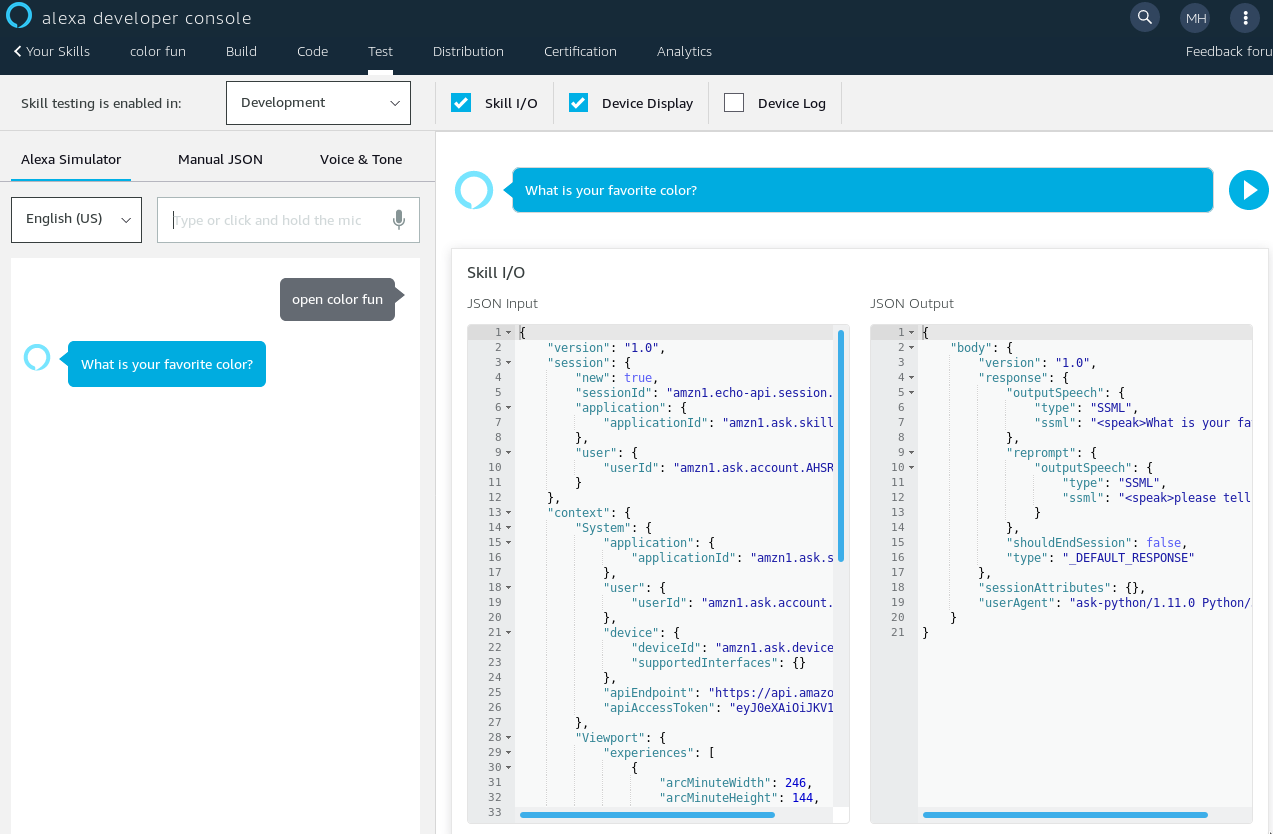 alexa developer console
MH
Your Skills color fun Build Code Test Distribution Certification Analytics Feedback foru
Skill testing is enabled in: Development Skill I/O Device Display Device Log
Alexa Simulator Manual JSON Voice & Tone
English (US) Type or click and hold the mic
open color fun
What is your favorite color?
What is your favorite color?
Skill I/O
JSON Input
1 {
2 "version": "1.0",
3 "session": {
4 "new": true,
5 "sessionId": "amzn1.echo-api.session.
6 "application": {
7 "applicationId": "amzn1.ask.skill
8 },
9 "user": {
10 "userId": "amzn1.ask.account.AHSR
11 }
12 },
13 "context": {
14 "System": {
15 "application": {
16 "applicationId": "amzn1.ask.s
17 },
18 "user": {
19 "userId": "amzn1.ask.account.
20 },
21 "device": {
22 "deviceId": "amzn1.ask.device
23 "supportedInterfaces": {}
24 },
25 "apiEndpoint": "https://api.amazo
26 "apiAccessToken": "eyJ0eXAiOiJKV1
27 },
28 "Viewport": {
29 "experiences": [
30 {
31 "arcMinuteWidth": 246,
32 "arcMinuteHeight": 144,
33
JSON Output
1 {
2 "body": {
3 "version": "1.0",
4 "response": {
5 "outputSpeech": {
6 "type": "SSML",
7 "ssml": "<speak>What is your fa
8 },
9 "reprompt": {
10 "outputSpeech": {
11 "type": "SSML",
12 "ssml": "<speak>please tell
13 }
14 },
15 "shouldEndSession": false,
16 "type": "_DEFAULT_RESPONSE"
17 },
18 "sessionAttributes": {},
19 "userAgent": "ask-python/1.11.0 Python/
20 }
21 }